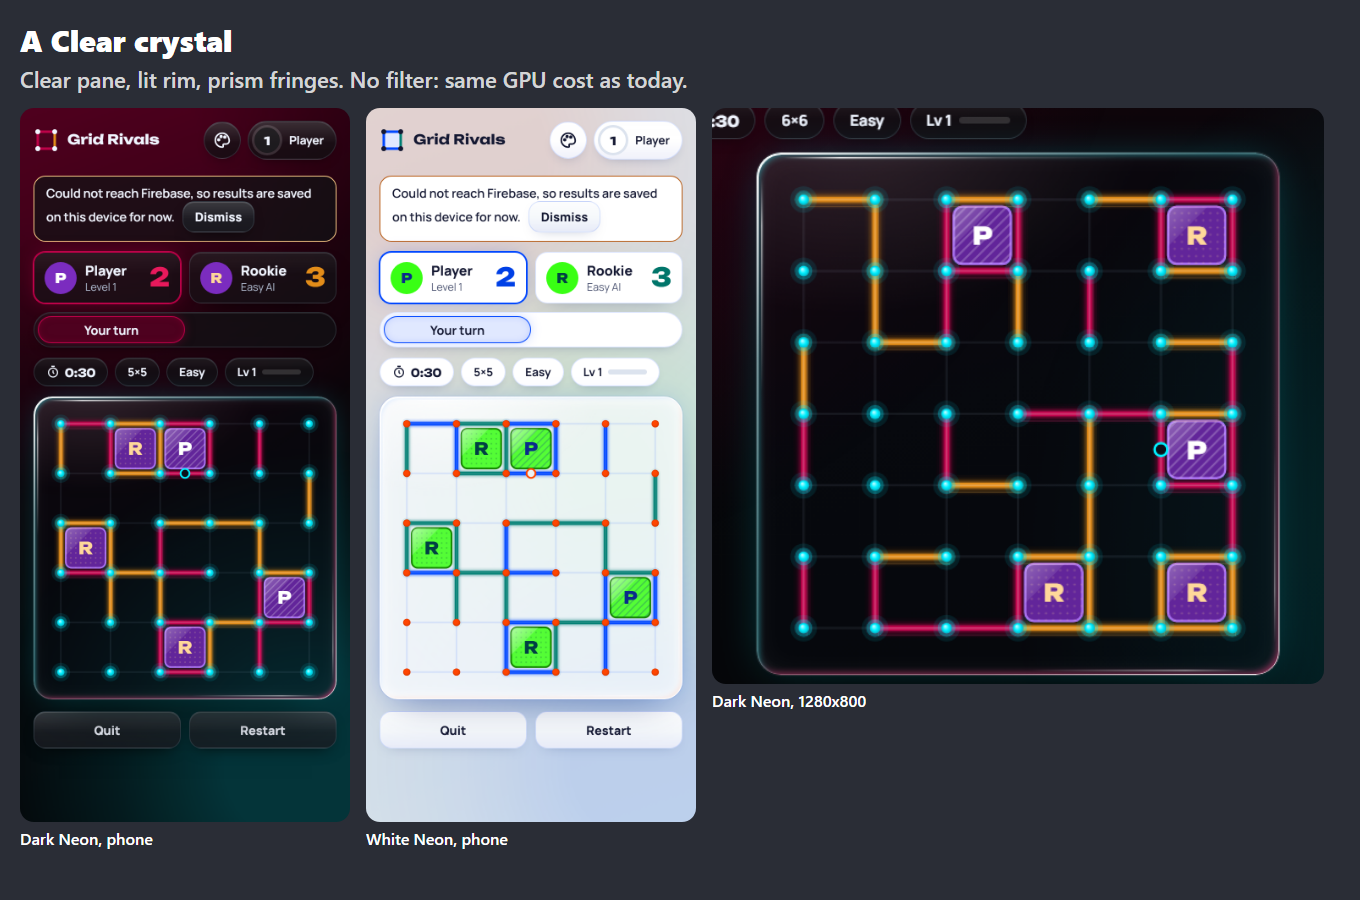 A Clear crystal
Clear pane, lit rim, prism fringes. No filter: same GPU cost as today.
Grid Rivals
1 Player
Could not reach Firebase, so results are saved
on this device for now. Dismiss
P Player Level 1 2
R Rookie Easy AI 3
Your turn
0:30 5×5 Easy Lv 1
R P
R
P
R
Quit Restart
Dark Neon, phone
Grid Rivals
1 Player
Could not reach Firebase, so results are saved
on this device for now. Dismiss
P Player Level 1 2
R Rookie Easy AI 3
Your turn
0:30 5×5 Easy Lv 1
R P
R
P
R
Quit Restart
White Neon, phone
:30 6×6 Easy Lv 1
P R
P
R R
Dark Neon, 1280x800